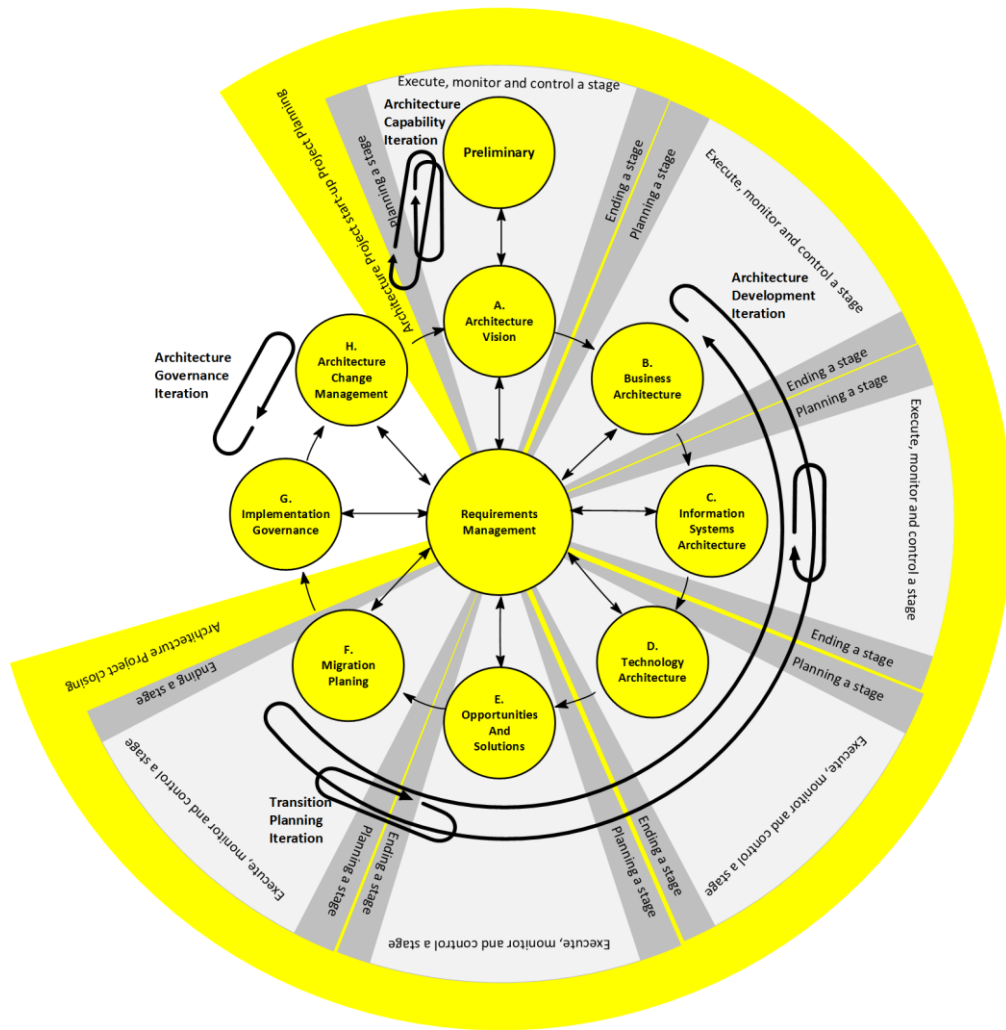 Execute, monitor and control a stage
Architecture
Capability
Iteration
Preliminary
Architecture Project start-up Project Planning
Planning a stage
Ending a stage
Planning a stage
Execute, monitor and control a stage
Architecture
Development
Iteration
A.
Architecture
Vision
H.
Architecture
Change
Management
B.
Business
Architecture
Architecture
Governance
Iteration
Ending a stage
Planning a stage
Execute, monitor and control a stage
G.
Implementation
Governance
Requirements
Management
C.
Information
Systems
Architecture
Ending a stage
Planning a stage
Architecture Project closing
Ending a stage
F.
Migration
Planing
D.
Technology
Architecture
E.
Opportunities
And
Solutions
Execute, monitor and control a stage
Execute, monitor and control a stage
Transition
Planning
Iteration
Planning a stage
Ending a stage
Planning a stage
Ending a stage
Execute, monitor and control a stage